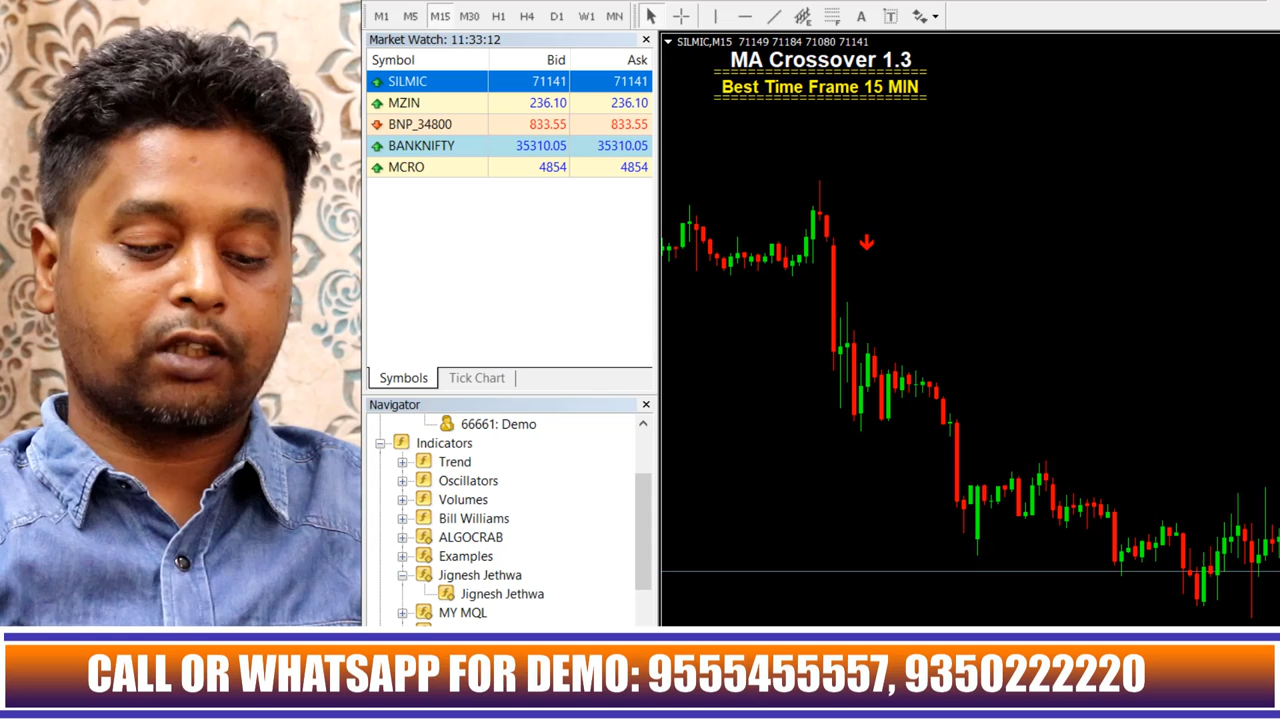 M1 M5 M15 M30 H1 H4 D1 W1 MN A T
Market Watch: 11:33:12
Symbol Bid Ask
SILMIC 71141 71141
MZIN 236.10 236.10
BNP_34800 833.55 833.55
BANKNIFTY 35310.05 35310.05
MCRO 4854 4854
Symbols Tick Chart
Navigator
66661: Demo
Indicators
Trend
Oscillators
Volumes
Bill Williams
ALGOCRAB
Examples
Jignesh Jethwa
Jignesh Jethwa
MY MQL
SILMIC,M15 71149 71184 71080 71141
MA Crossover 1.3
Best Time Frame 15 MIN
CALL OR WHATSAPP FOR DEMO: 9555455557, 9350222220